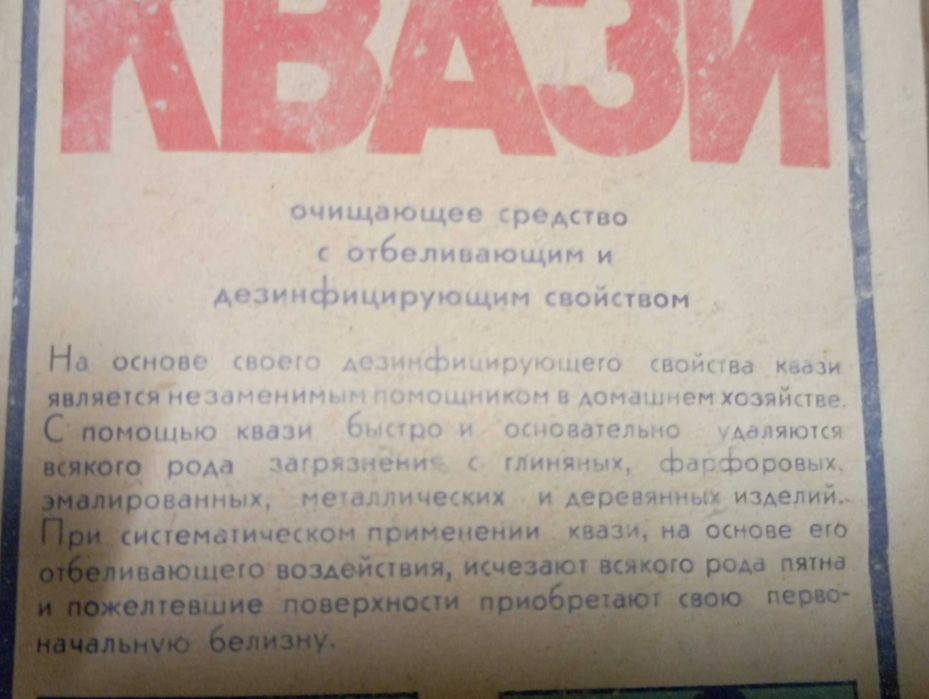 КВАЗИ
очищающее средство
с отбеливающим и
дезинфицирующим свойством
На основе своего дезинфицирующего свойства квази
является незаменимым помощником в домашнем хозяйстве.
С помощью квази быстро и основательно удаляются
всякого рода загрязнения с глиняных, фарфоровых,
эмалированных, металлических и деревянных изделий.
При систематическом применении квази, на основе его
отбеливающего воздействия, исчезают всякого рода пятна
и пожелтевшие поверхности приобретают свою перво-
начальную белизну.